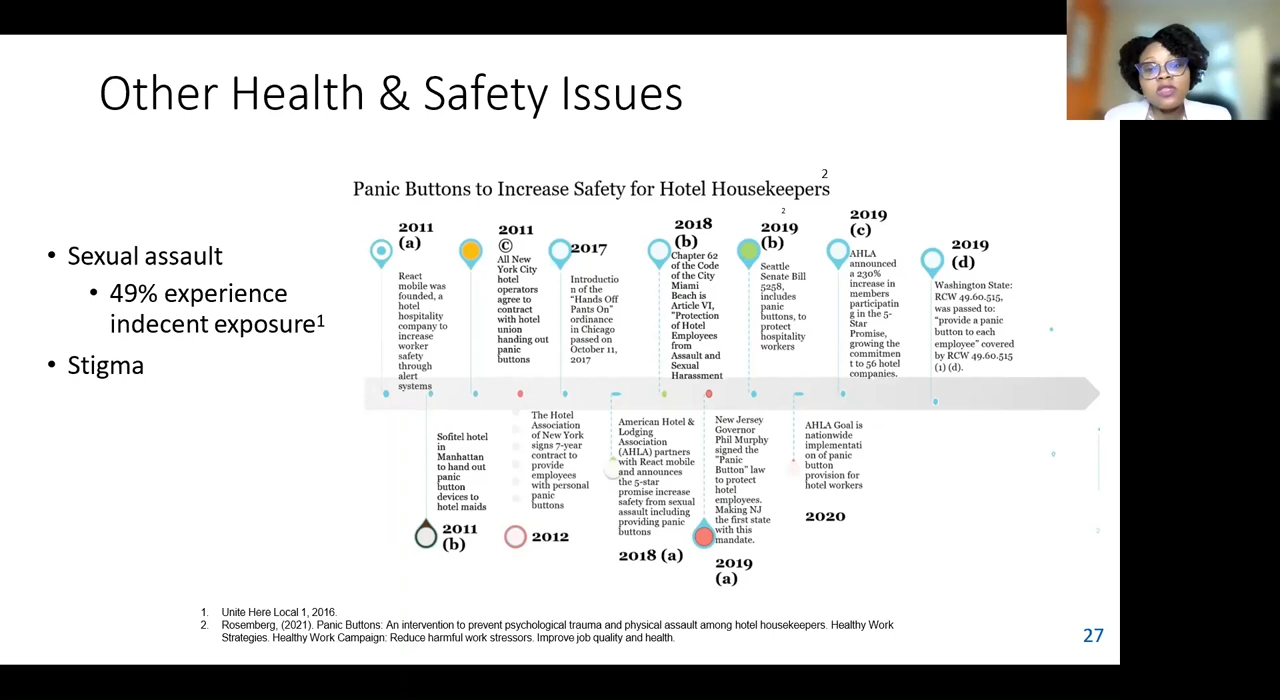 Other Health & Safety Issues
• Sexual assault
• 49% experience
indecent exposure1
• Stigma
2
Panic Buttons to Increase Safety for Hotel Housekeepers
2011
(a)
React
mobile was
founded, a
hotel
hospitality
company to
increase
worker
safety
through
alert
systems
2011
©
All New
York City
hotel
operators
agree to
contract
with hotel
union
handing out
panic
buttons
2017
Introductio
n of the
“Hands Off
Pants On”
ordinance
in Chicago
passed on
October 11,
2017
2018
(b)
Chapter 62
of the Code
of the City
Miami
Beach is
Article VI,
"Protection
of Hotel
Employees
from
Assault and
Sexual
Harassment
2
2019
(b)
Seattle
Senate Bill
5258,
includes
panic
buttons, to
protect
hospitality
workers
2019
(c)
AHLA
announced
a 230%
increase in
members
participatin
g in the 5-
Star
Promise,
growing the
commitmen
t to 56 hotel
companies.
2019
(d)
Washington State:
RCW 49.60.515,
was passed to:
“provide a panic
button to each
employee” covered
by RCW 49.60.515
(1) (d).
Sofitel hotel
in
Manhattan
to hand out
panic
button
devices to
hotel maids
2011
(b)
The Hotel
Association
of New York
signs 7-year
contract to
provide
employees
with personal
panic
buttons
2012
American Hotel &
Lodging
Association
(AHLA) partners
with React mobile
and announces
the 5-star
promise increase
safety from sexual
assault including
providing panic
buttons
2018 (a)
New Jersey
Governor
Phil Murphy
signed the
"Panic
Button" law
to protect
hotel
employees.
Making NJ
the first state
with this
mandate.
2019
(a)
AHLA Goal is
nationwide
implementati
on of panic
button
provision for
hotel workers
2020
1. Unite Here Local 1, 2016.
2. Rosemberg, (2021). Panic Buttons: An intervention to prevent psychological trauma and physical assault among hotel housekeepers. Healthy Work
Strategies. Healthy Work Campaign: Reduce harmful work stressors. Improve job quality and health.
27